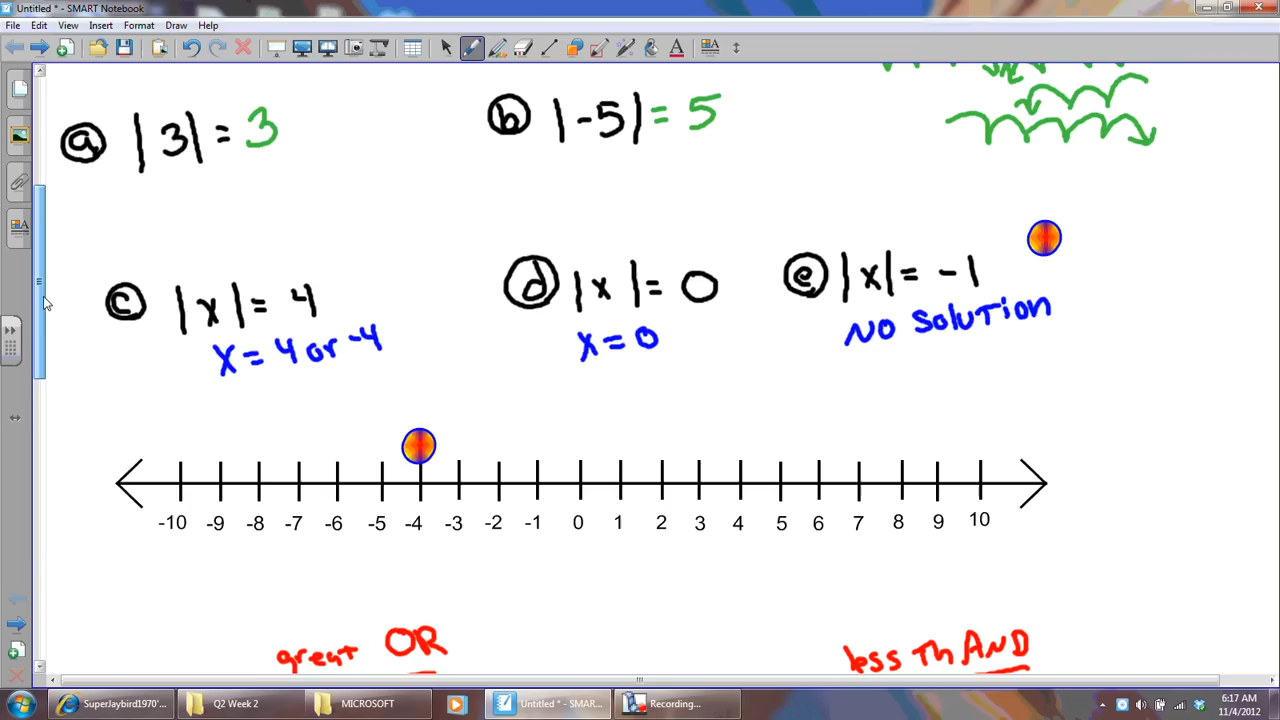 Untitled * - SMART Notebook
File Edit View Insert Format Draw Help
ⓐ |3| = 3
ⓑ |-5| = 5
ⓒ |x| = 4
x = 4 or -4
ⓓ |x| = 0
x = 0
ⓔ |x| = -1
No Solution
-10 -9 -8 -7 -6 -5 -4 -3 -2 -1 0 1 2 3 4 5 6 7 8 9 10
great OR
less Th AND
SuperJaybird1970'...
Q2 Week 2
MICROSOFT
Untitled * - SMAR...
Recording...
6:17 AM
11/4/2012